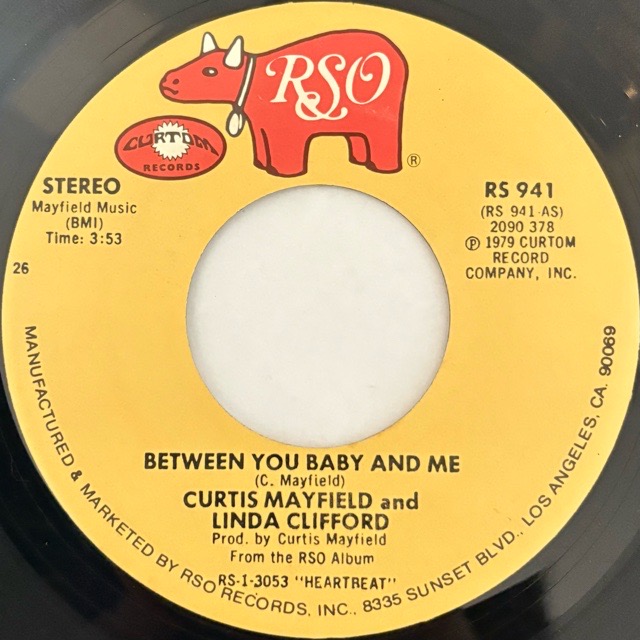 RSO
®
CURTOM
RECORDS
STEREO
Mayfield Music
(BMI)
Time: 3:53
26
RS 941
(RS 941-AS)
2090 378
℗ 1979 CURTOM
RECORD
COMPANY, INC.
BETWEEN YOU BABY AND ME
(C. Mayfield)
CURTIS MAYFIELD and
LINDA CLIFFORD
Prod. by Curtis Mayfield
From the RSO Album
RS-1-3053 "HEARTBEAT"
MANUFACTURED & MARKETED BY RSO RECORDS, INC., 8335 SUNSET BLVD., LOS ANGELES, CA. 90069